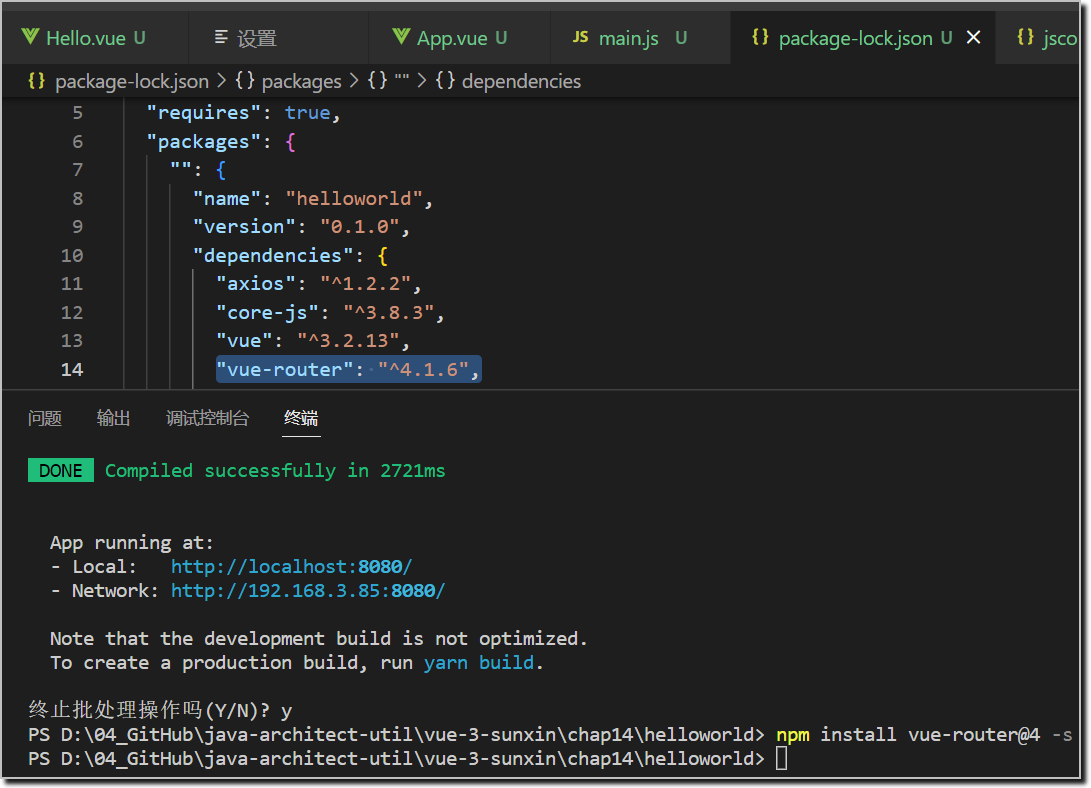 Hello.vue U 设置 App.vue U JS main.js U {} package-lock.json U × {} jsco
{} package-lock.json > {} packages > {} "" > {} dependencies
5 "requires": true,
6 "packages": {
7 "": {
8 "name": "helloworld",
9 "version": "0.1.0",
10 "dependencies": {
11 "axios": "^1.2.2",
12 "core-js": "^3.8.3",
13 "vue": "^3.2.13",
14 "vue-router": "^4.1.6",
问题 输出 调试控制台 终端
DONE Compiled successfully in 2721ms
App running at:
- Local: http://localhost:8080/
- Network: http://192.168.3.85:8080/
Note that the development build is not optimized.
To create a production build, run yarn build.
终止批处理操作吗(Y/N)? y
PS D:\04_GitHub\java-architect-util\vue-3-sunxin\chap14\helloworld> npm install vue-router@4 -s
PS D:\04_GitHub\java-architect-util\vue-3-sunxin\chap14\helloworld>